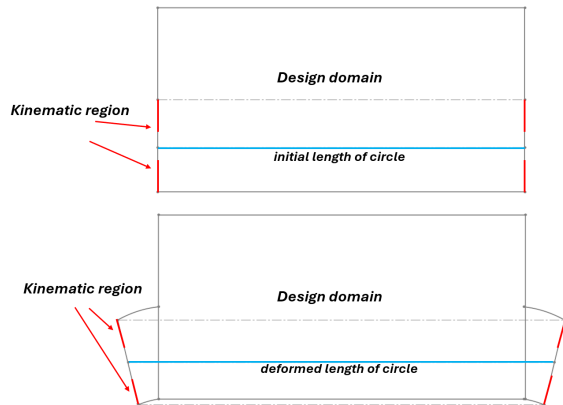 Design domain
Kinematic region
initial length of circle
Kinematic region
Design domain
deformed length of circle